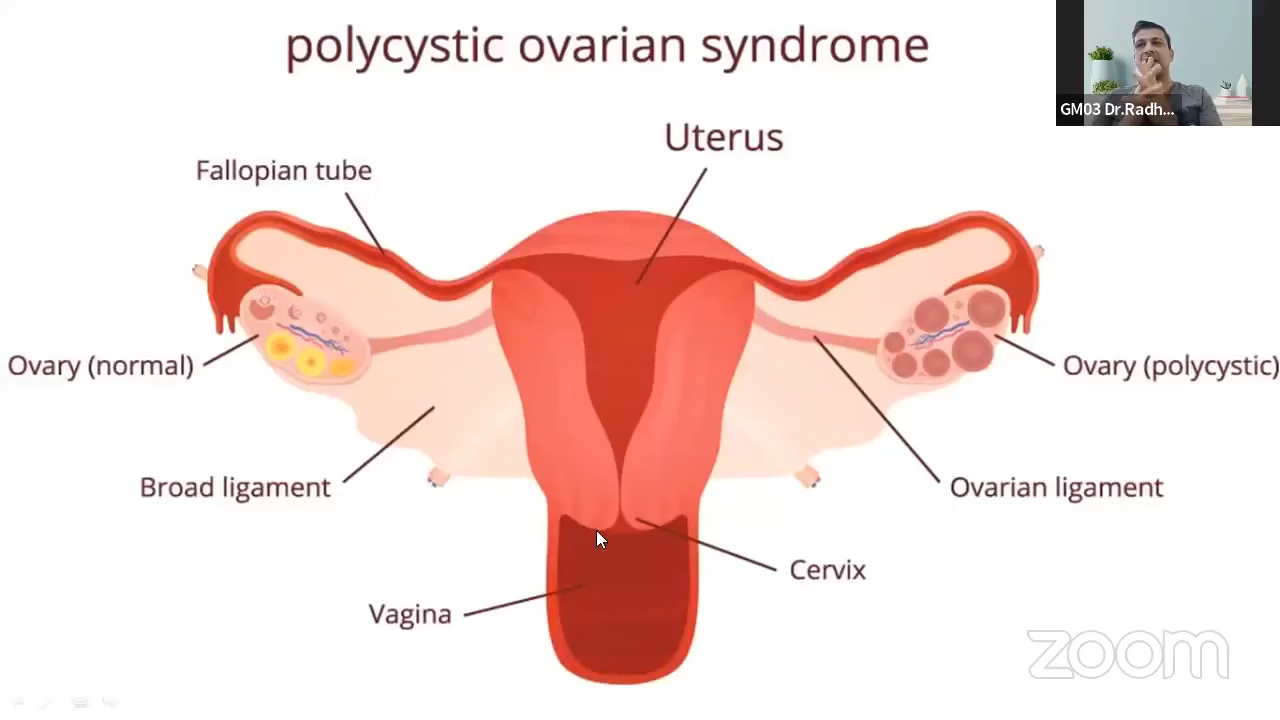 polycystic ovarian syndrome
GM03 Dr.Radh...
Uterus
Fallopian tube
Ovary (normal)
Ovary (polycystic)
Broad ligament
Ovarian ligament
Cervix
Vagina
zoom